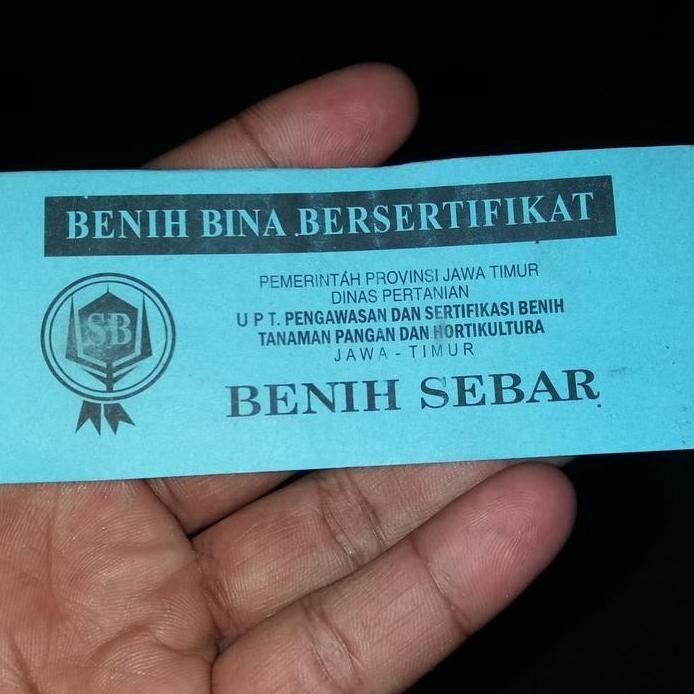 BENIH BINA BERSERTIFIKAT
PEMERINTAH PROVINSI JAWA TIMUR
DINAS PERTANIAN
U P T. PENGAWASAN DAN SERTIFIKASI BENIH
TANAMAN PANGAN DAN HORTIKULTURA
JAWA - TIMUR
SB
BENIH SEBAR